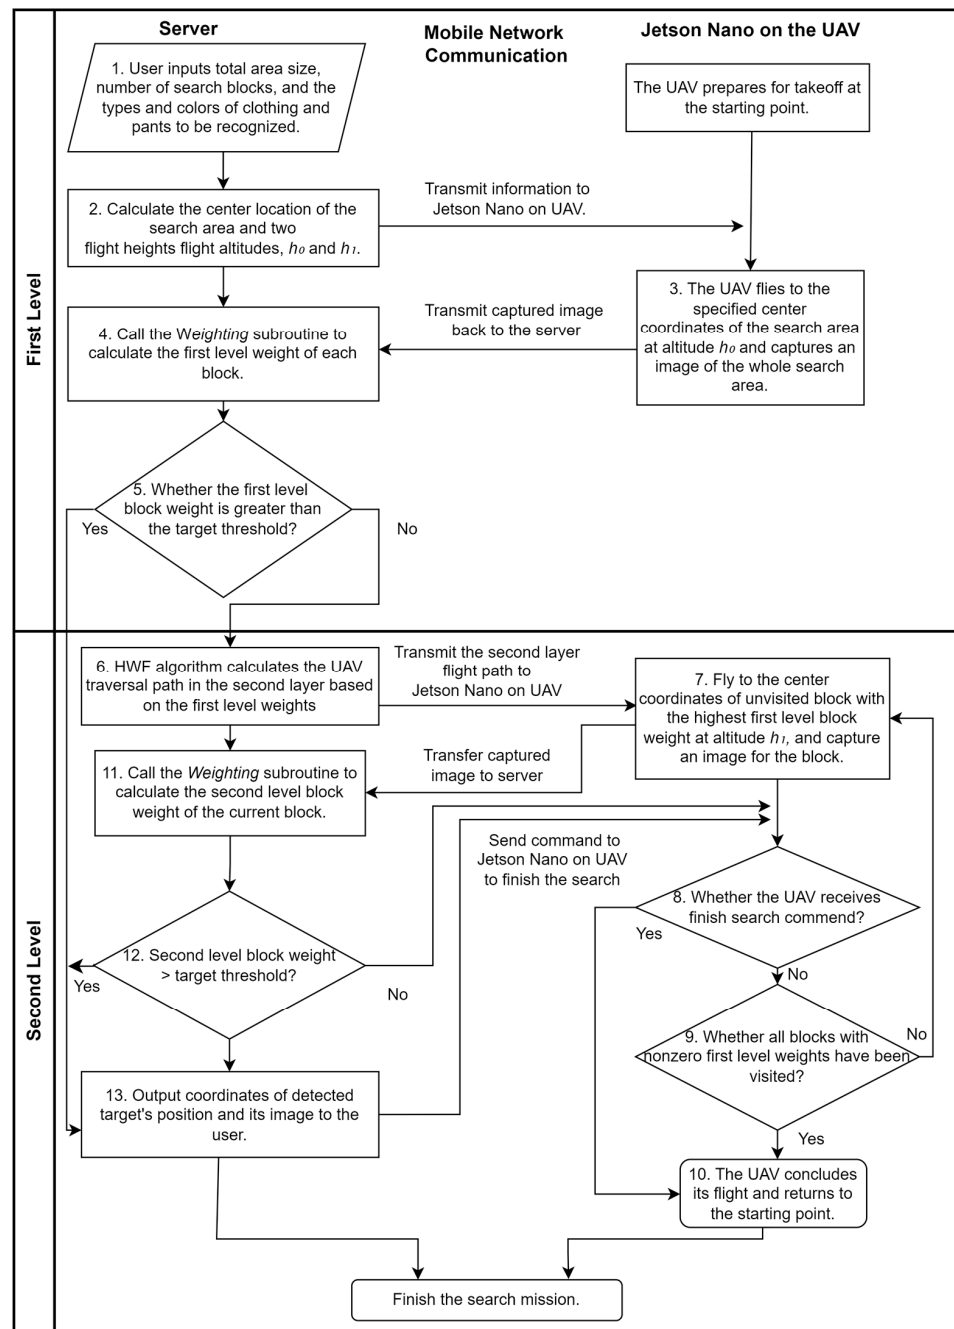 Server
Mobile Network
Communication
Jetson Nano on the UAV
First Level
1. User inputs total area size,
number of search blocks, and the
types and colors of clothing and
pants to be recognized.
The UAV prepares for takeoff at
the starting point.
Transmit information to
Jetson Nano on UAV.
2. Calculate the center location of the
search area and two
flight heights flight altitudes, h0 and h1.
3. The UAV flies to the
specified center
coordinates of the search area
at altitude h0 and captures an
image of the whole search
area.
Transmit captured image
back to the server
4. Call the Weighting subroutine to
calculate the first level weight of each
block.
5. Whether the first level
block weight is greater than
the target threshold?
Yes
No
Second Level
6. HWF algorithm calculates the UAV
traversal path in the second layer based
on the first level weights
Transmit the second layer
flight path to
Jetson Nano on UAV
7. Fly to the center
coordinates of unvisited block with
the highest first level block
weight at altitude h1, and capture
an image for the block.
Transfer captured
image to server
11. Call the Weighting subroutine to
calculate the second level block
weight of the current block.
Send command to
Jetson Nano on UAV
to finish the search
8. Whether the UAV receives
finish search commend?
Yes
No
12. Second level block weight
> target threshold?
Yes
No
9. Whether all blocks with
nonzero first level weights have been
visited?
No
Yes
13. Output coordinates of detected
target's position and its image to the
user.
10. The UAV concludes
its flight and returns to
the starting point.
Finish the search mission.